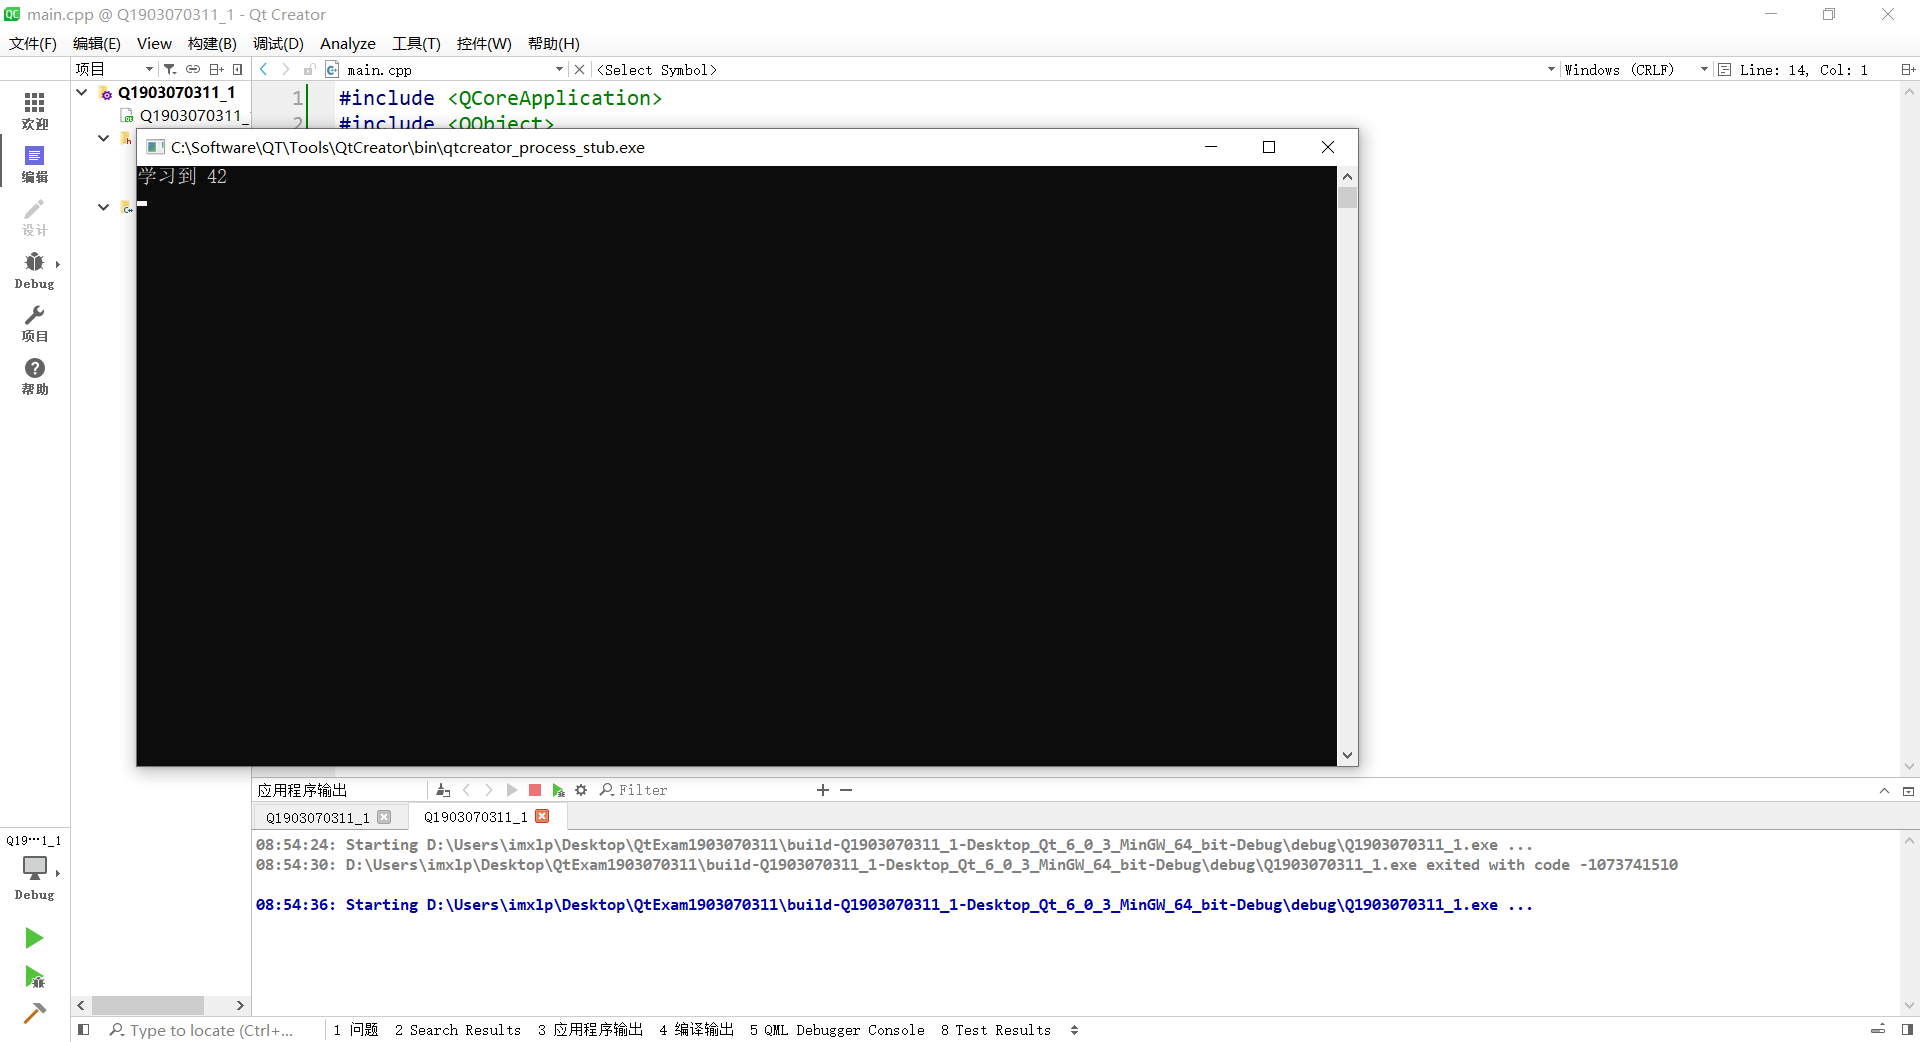 main.cpp @ Q1903070311_1 - Qt Creator
文件(F) 编辑(E) View 构建(B) 调试(D) Analyze 工具(T) 控件(W) 帮助(H)
项目 main.cpp <Select Symbol> Windows (CRLF) Line: 14, Col: 1
Q1903070311_1
Q1903070311_
1 #include <QCoreApplication>
2 #include <QObject>
欢迎
编辑
设计
Debug
项目
帮助
C:\Software\QT\Tools\QtCreator\bin\qtcreator_process_stub.exe
学习到 42
应用程序输出 Filter
Q1903070311_1 Q1903070311_1
08:54:24: Starting D:\Users\imxlp\Desktop\QtExam1903070311\build-Q1903070311_1-Desktop_Qt_6_0_3_MinGW_64_bit-Debug\debug\Q1903070311_1.exe ...
08:54:30: D:\Users\imxlp\Desktop\QtExam1903070311\build-Q1903070311_1-Desktop_Qt_6_0_3_MinGW_64_bit-Debug\debug\Q1903070311_1.exe exited with code -1073741510
08:54:36: Starting D:\Users\imxlp\Desktop\QtExam1903070311\build-Q1903070311_1-Desktop_Qt_6_0_3_MinGW_64_bit-Debug\debug\Q1903070311_1.exe ...
Q19···1_1
Debug
Type to locate (Ctrl+... 1 问题 2 Search Results 3 应用程序输出 4 编译输出 5 QML Debugger Console 8 Test Results